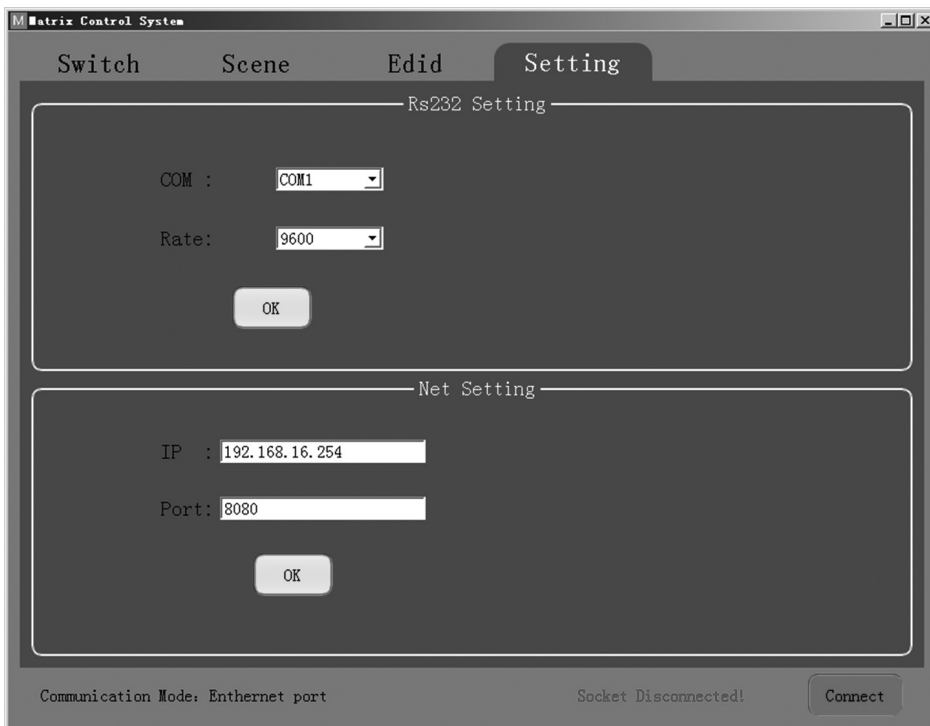 M Matrix Control System
Switch Scene Edid Setting
Rs232 Setting
COM : COM1
Rate: 9600
OK
Net Setting
IP : 192.168.16.254
Port: 8080
OK
Communication Mode: Enthernet port Socket Disconnected! Connect